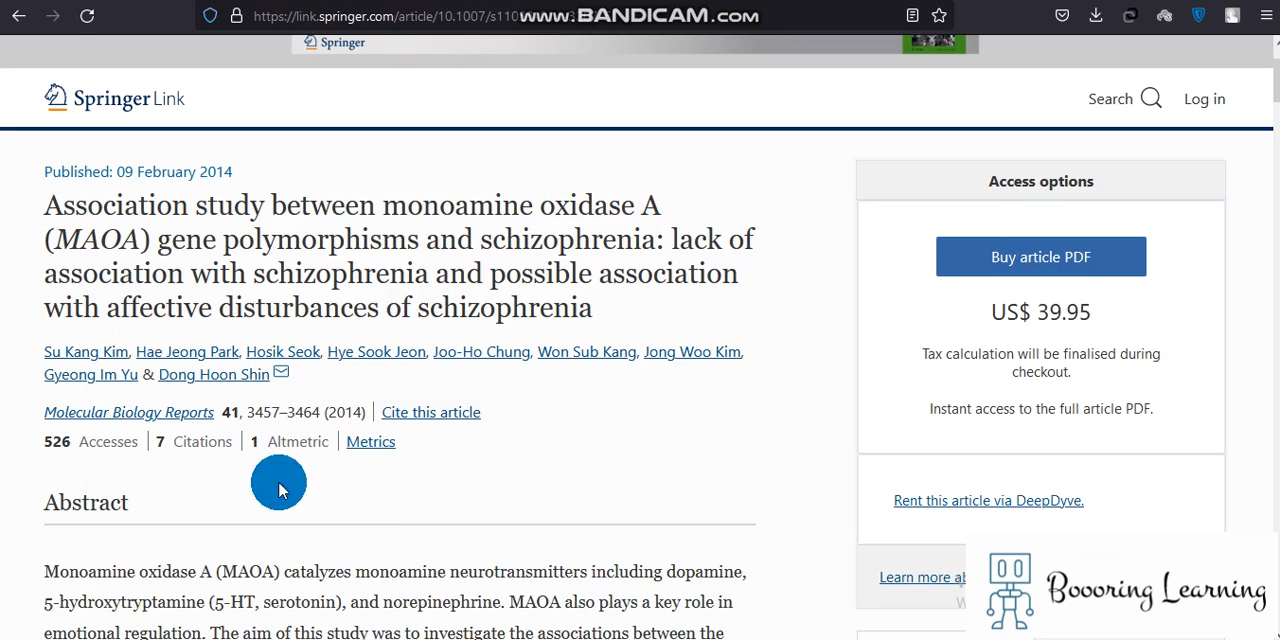 https://link.springer.com/article/10.1007/s110
www.BANDICAM.com
Springer
Springer Link
Search
Log in
Published: 09 February 2014
Association study between monoamine oxidase A
(MAOA) gene polymorphisms and schizophrenia: lack of
association with schizophrenia and possible association
with affective disturbances of schizophrenia
Su Kang Kim, Hae Jeong Park, Hosik Seok, Hye Sook Jeon, Joo-Ho Chung, Won Sub Kang, Jong Woo Kim,
Gyeong Im Yu & Dong Hoon Shin
Molecular Biology Reports 41, 3457–3464 (2014) Cite this article
526 Accesses 7 Citations 1 Altmetric Metrics
Abstract
Monoamine oxidase A (MAOA) catalyzes monoamine neurotransmitters including dopamine,
5-hydroxytryptamine (5-HT, serotonin), and norepinephrine. MAOA also plays a key role in
emotional regulation. The aim of this study was to investigate the associations between the
Access options
Buy article PDF
US$ 39.95
Tax calculation will be finalised during
checkout.
Instant access to the full article PDF.
Rent this article via DeepDyve.
Learn more
Boooring Learning